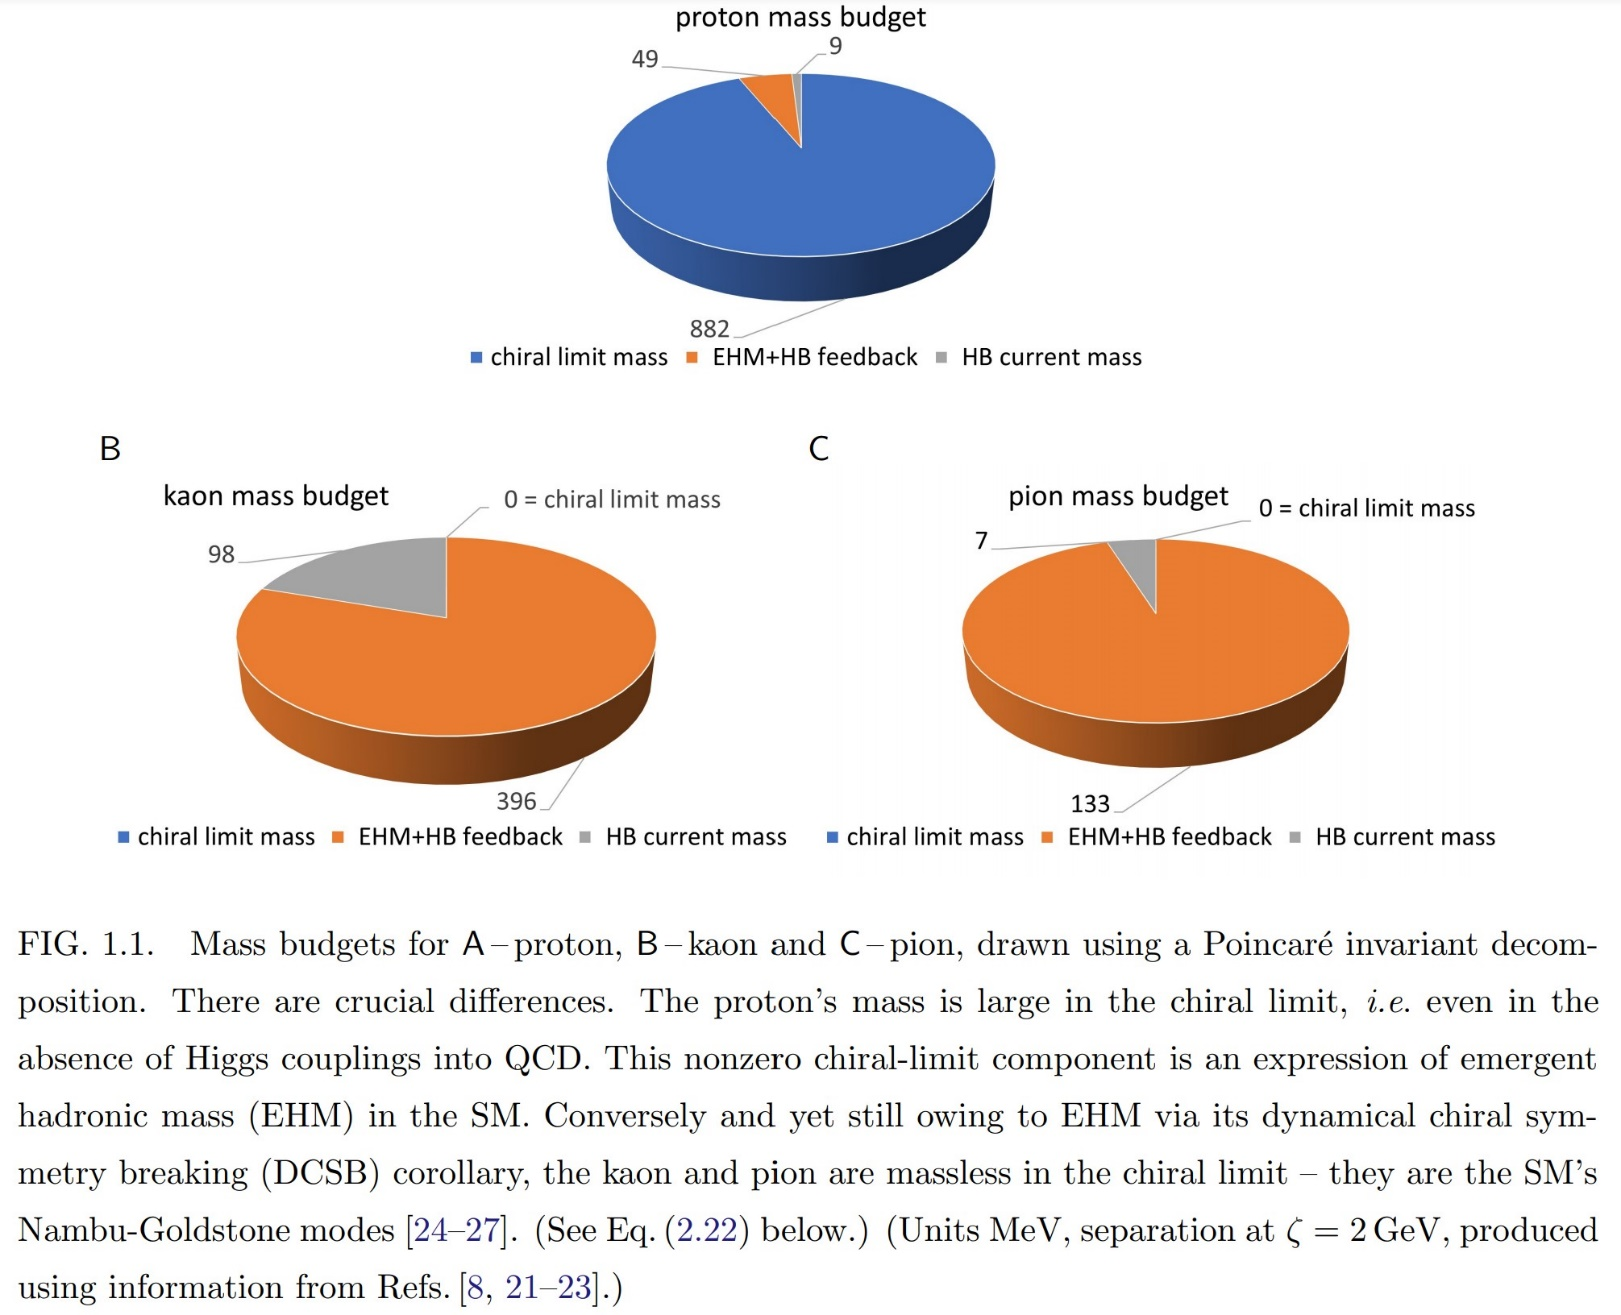 proton mass budget
49
9
882
chiral limit mass EHM+HB feedback HB current mass
B
kaon mass budget
0 = chiral limit mass
98
396
chiral limit mass EHM+HB feedback HB current mass
C
pion mass budget
0 = chiral limit mass
7
133
chiral limit mass EHM+HB feedback HB current mass
FIG. 1.1. Mass budgets for A – proton, B – kaon and C – pion, drawn using a Poincaré invariant decom-
position. There are crucial differences. The proton’s mass is large in the chiral limit, i.e. even in the
absence of Higgs couplings into QCD. This nonzero chiral-limit component is an expression of emergent
hadronic mass (EHM) in the SM. Conversely and yet still owing to EHM via its dynamical chiral sym-
metry breaking (DCSB) corollary, the kaon and pion are massless in the chiral limit – they are the SM’s
Nambu-Goldstone modes [24–27]. (See Eq. (2.22) below.) (Units MeV, separation at ζ = 2 GeV, produced
using information from Refs. [8, 21–23].)